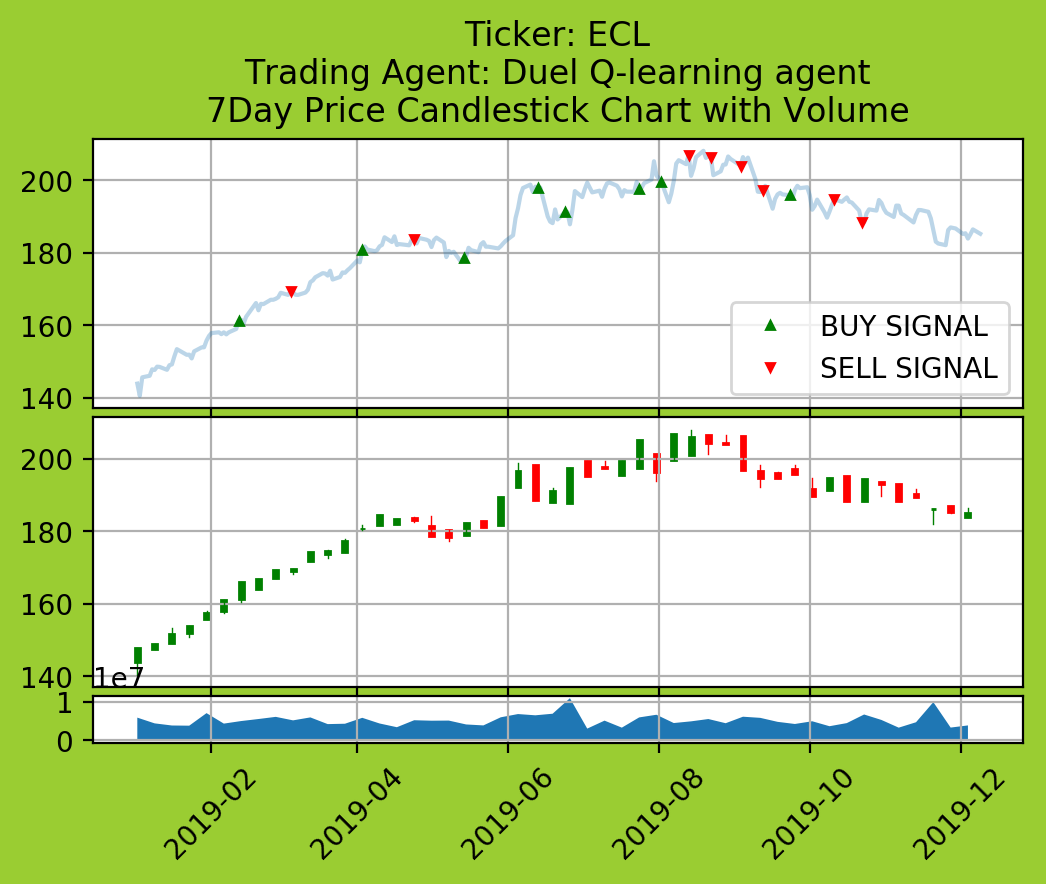 Ticker: ECL
Trading Agent: Duel Q-learning agent
7Day Price Candlestick Chart with Volume
200
180
160
140
BUY SIGNAL
SELL SIGNAL
200
180
160
140
1e7
1
0
2019-02
2019-04
2019-06
2019-08
2019-10
2019-12